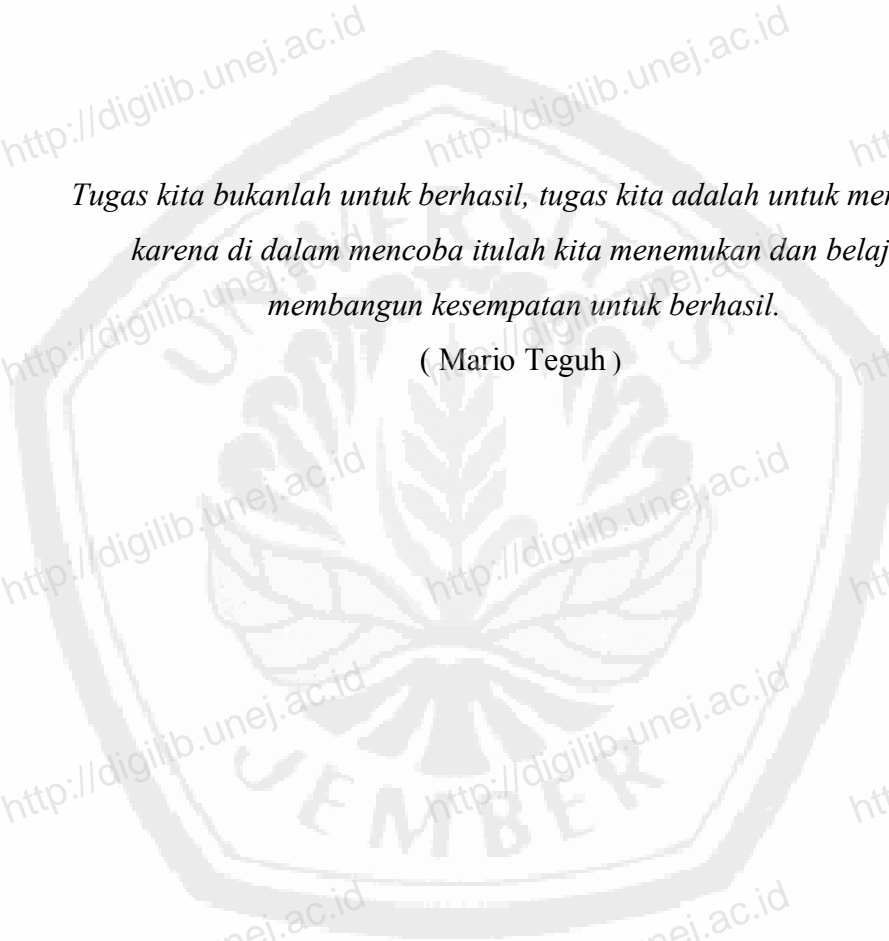 http://digilib.unej.ac.id http://digilib.unej.ac.id
Tugas kita bukanlah untuk berhasil, tugas kita adalah untuk
karena di dalam mencoba itulah kita menemukan dan
membangun kesempatan untuk berhasil.
( Mario Teguh )
http://digilib.unej.ac.id http://digilib.unej.ac.id
http://digilib.unej.ac.id http://digilib.unej.ac.id
http://digilib.unej.ac.id http://digilib.unej.ac.id
UNIVERSITAS
JEMBER